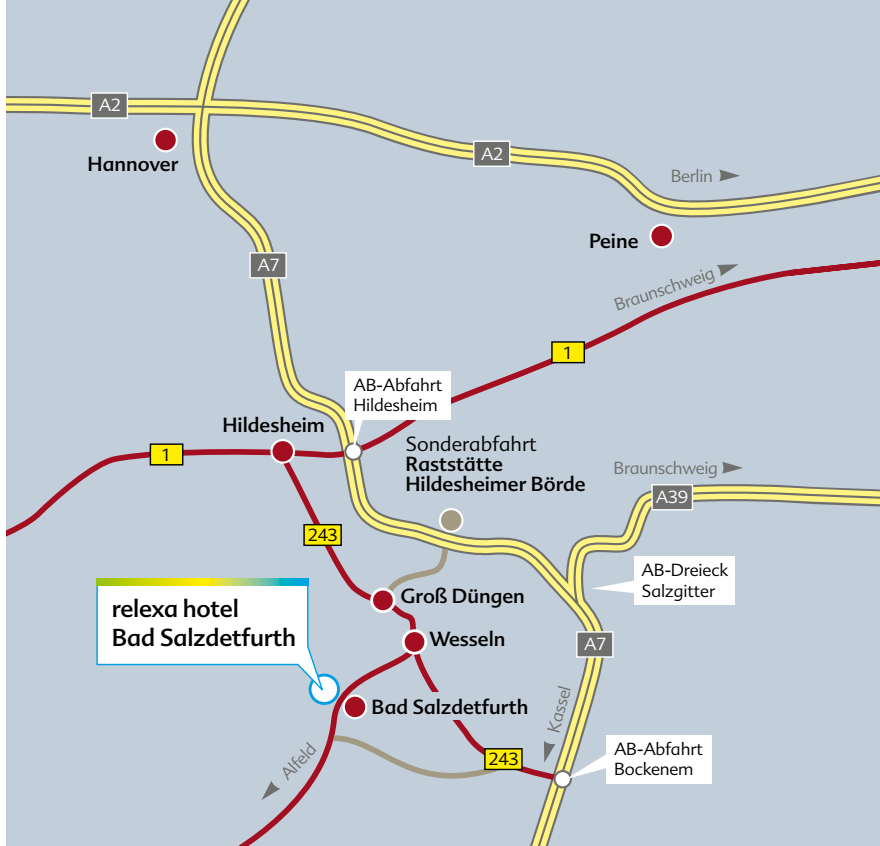 A2
Hannover
A2
Berlin
Peine
A7
Braunschweig
1
AB-Abfahrt
Hildesheim
Hildesheim
1
Sonderabfahrt
Raststätte
Hildesheimer Börde
Braunschweig
A39
243
AB-Dreieck
Salzgitter
Groß Düngen
relexa hotel
Bad Salzdetfurth
Wesseln
A7
Bad Salzdetfurth
Kassel
Alfeld
243
AB-Abfahrt
Bockenem